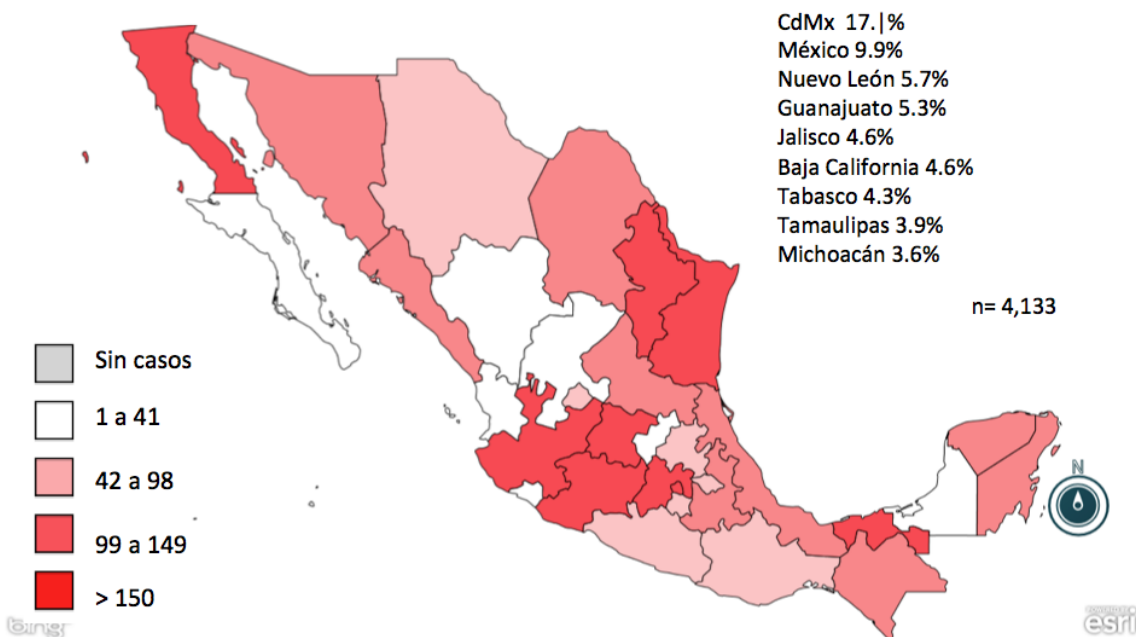 CdMx 17.|%
México 9.9%
Nuevo León 5.7%
Guanajuato 5.3%
Jalisco 4.6%
Baja California 4.6%
Tabasco 4.3%
Tamaulipas 3.9%
Michoacán 3.6%
n= 4,133
Sin casos
1 a 41
42 a 98
99 a 149
> 150
N
bing
esri